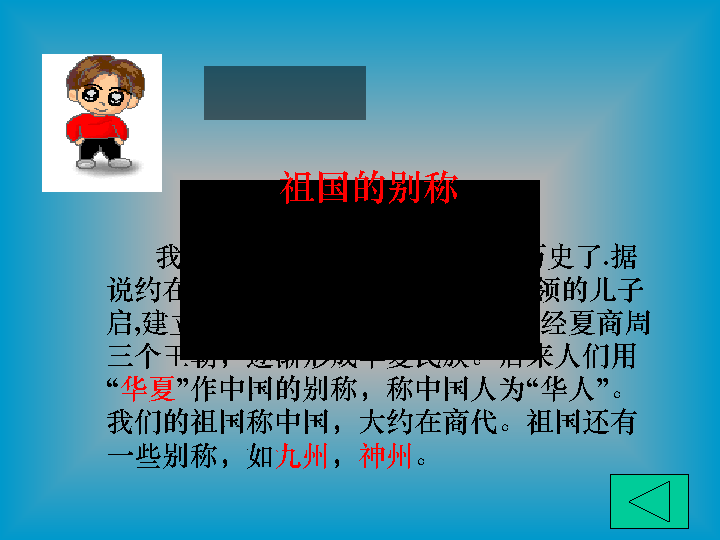 祖国的别称
我历史了.据
说约在领的儿子
启,建立经夏商周
三个王朝，逐渐形成华夏民族。后来人们用
“华夏”作中国的别称，称中国人为“华人”。
我们的祖国称中国，大约在商代。祖国还有
一些别称，如九州，神州。